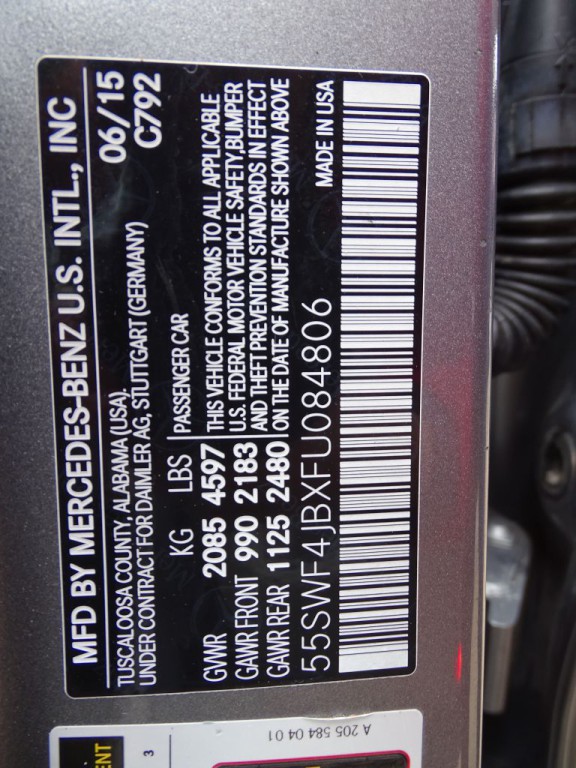 MFD BY MERCEDES-BENZ U.S. INTL., INC
TUSCALOOSA COUNTY, ALABAMA (USA). 06/15
UNDER CONTRACT FOR DAIMLER AG, STUTTGART (GERMANY) C792
KG LBS PASSENGER CAR
GVWR 2085 4597 THIS VEHICLE CONFORMS TO ALL APPLICABLE
GAWR FRONT 990 2183 U.S. FEDERAL MOTOR VEHICLE SAFETY,BUMPER
AND THEFT PREVENTION STANDARDS IN EFFECT
GAWR REAR 1125 2480 ON THE DATE OF MANUFACTURE SHOWN ABOVE
55SWF4JBXFU084806 MADE IN USA
ENT
3
A 205 584 04 01